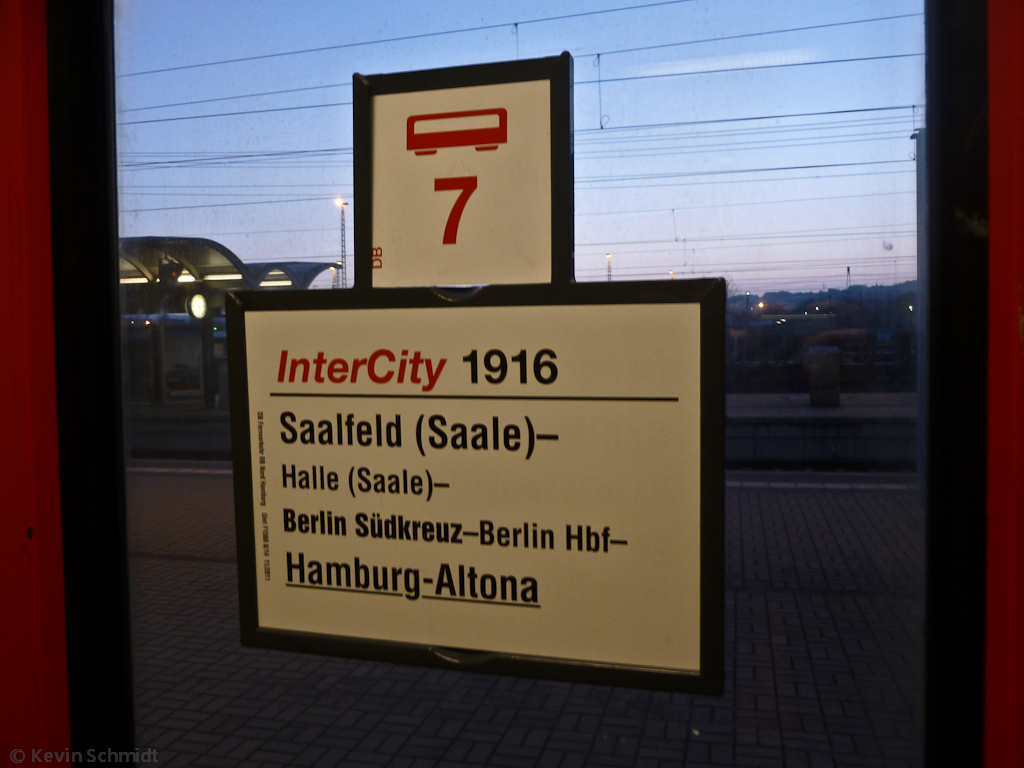 7
DB
InterCity 1916
Saalfeld (Saale)–
Halle (Saale)–
Berlin Südkreuz–Berlin Hbf–
Hamburg-Altona
© Kevin Schmidt